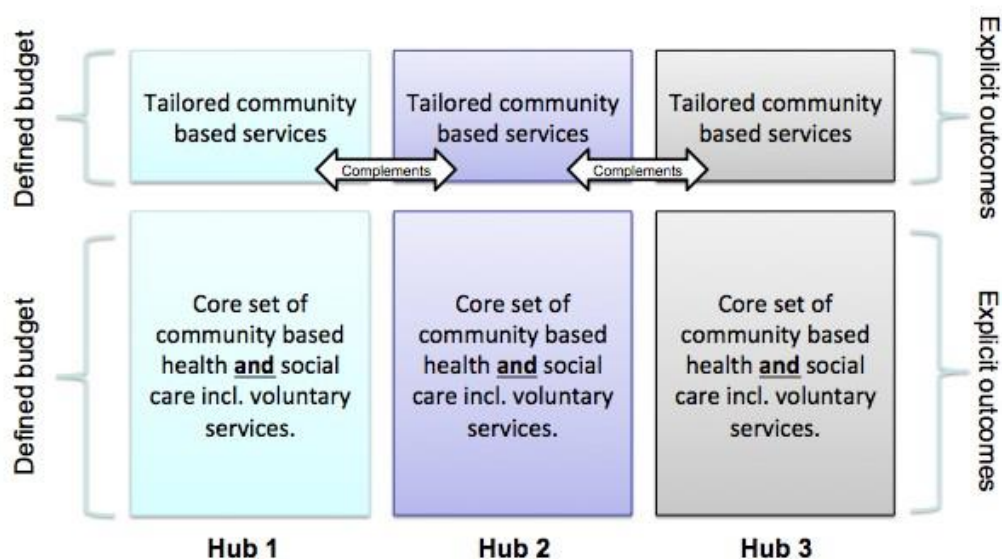 Defined budget
Tailored community
based services
Tailored community
based services
Tailored community
based services
Explicit outcomes
Complements
Complements
Defined budget
Core set of
community based
health and social
care incl. voluntary
services.
Core set of
community based
health and social
care incl. voluntary
services.
Core set of
community based
health and social
care incl. voluntary
services.
Explicit outcomes
Hub 1
Hub 2
Hub 3